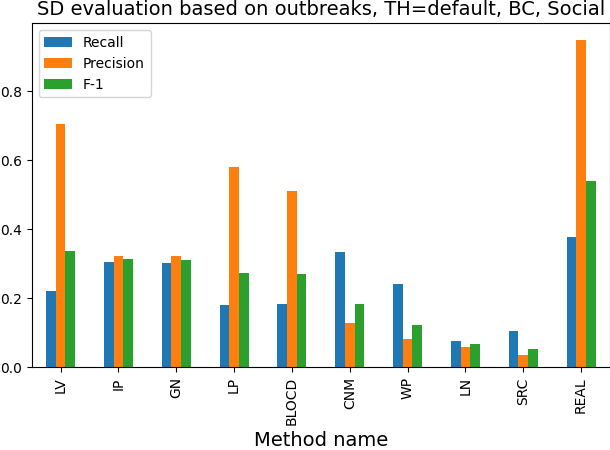 SD evaluation based on outbreaks, TH=default, BC, Social
Recall
Precision
F-1
0.8
0.6
0.4
0.2
0.0
LV
IP
GN
LP
BLOCD
CNM
WP
LN
SRC
REAL
Method name